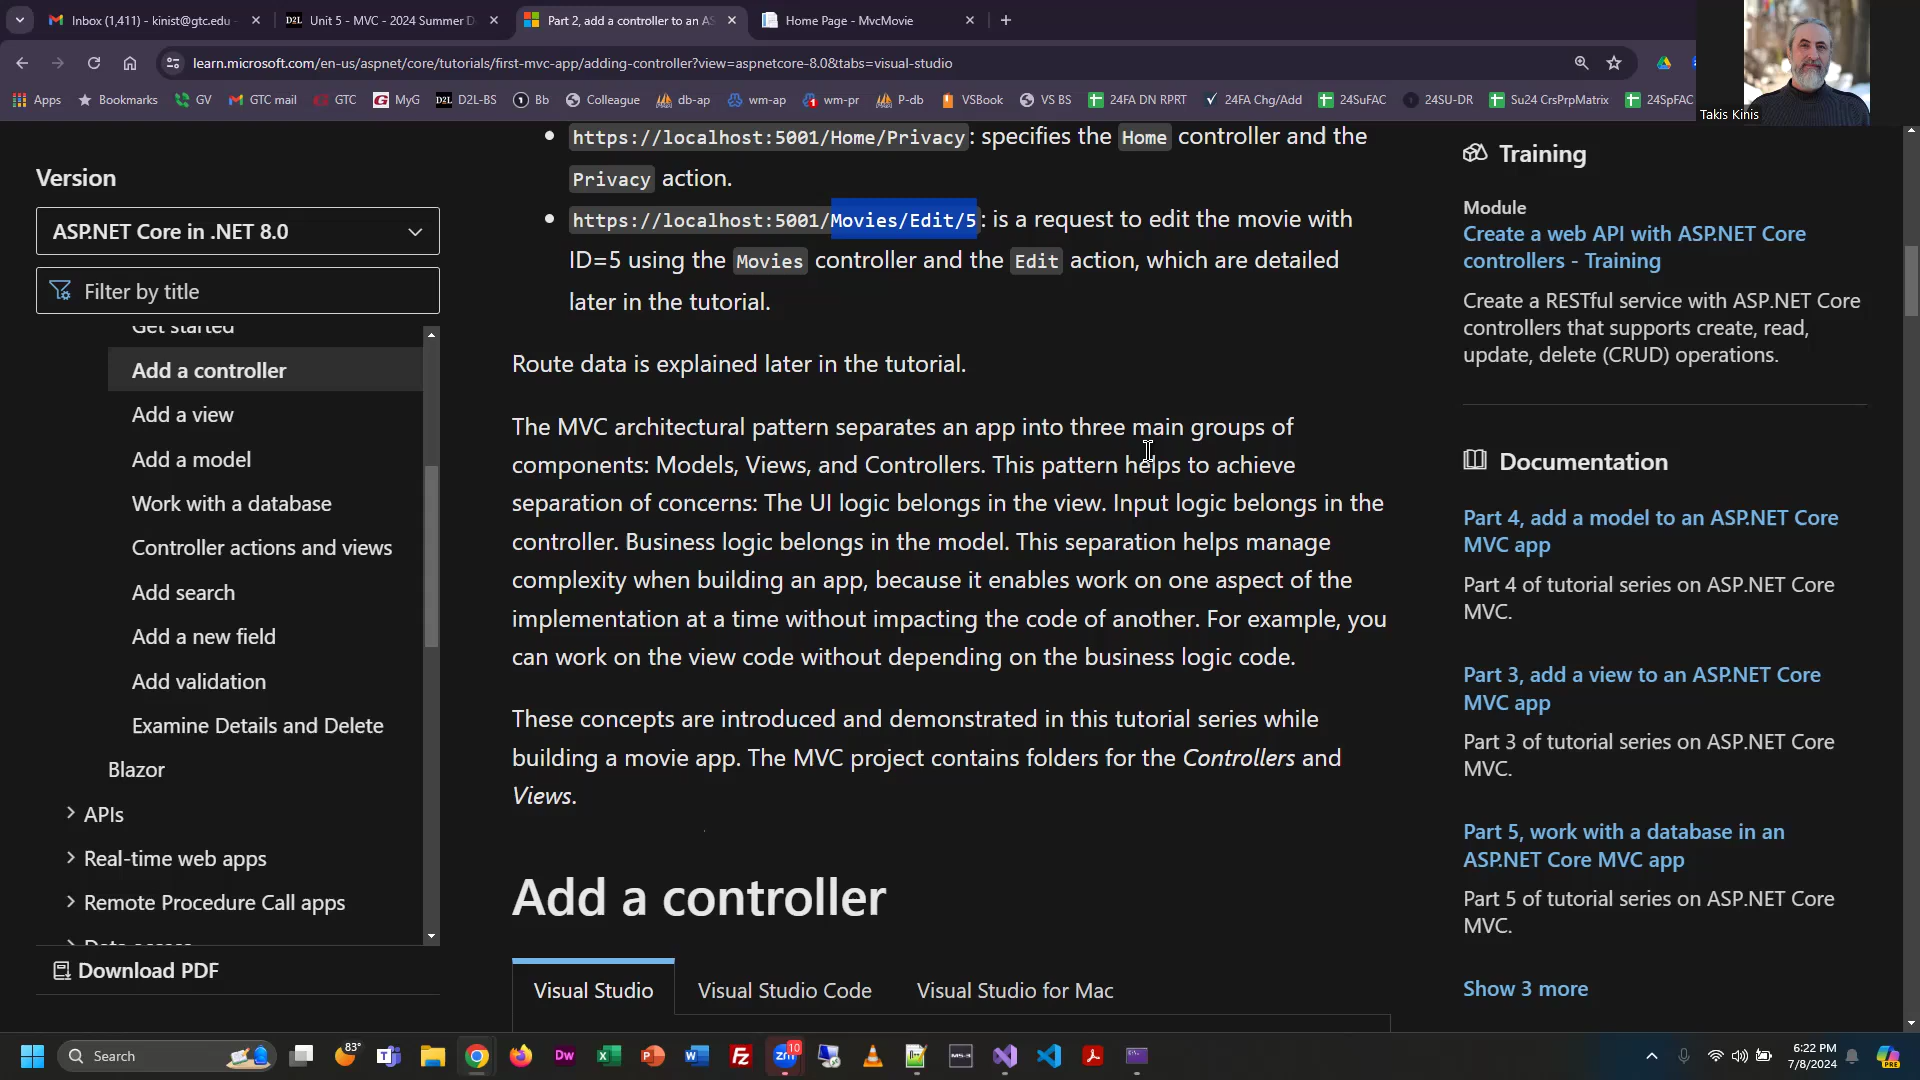 Inbox (1,411) - kinist@gtc.edu
D2L Unit 5 - MVC - 2024 Summer D
Part 2, add a controller to an AS
Home Page - MvcMovie
learn.microsoft.com/en-us/aspnet/core/tutorials/first-mvc-app/adding-controller?view=aspnetcore-8.0&tabs=visual-studio
Apps
Bookmarks
GV
GTC mail
GTC
MyG
D2L-BS
Bb
Colleague
db-ap
wm-ap
wm-pr
P-db
VSBook
VS BS
24FA DN RPRT
24FA Chg/Add
24SuFAC
24SU-DR
Su24 CrsPrpMatrix
24SpFAC
Takis Kinis
Version
ASP.NET Core in .NET 8.0
Filter by title
Get started
Add a controller
Add a view
Add a model
Work with a database
Controller actions and views
Add search
Add a new field
Add validation
Examine Details and Delete
Blazor
APIs
Real-time web apps
Remote Procedure Call apps
Data access
Download PDF
https://localhost:5001/Home/Privacy: specifies the Home controller and the
Privacy action.
https://localhost:5001/Movies/Edit/5: is a request to edit the movie with
ID=5 using the Movies controller and the Edit action, which are detailed
later in the tutorial.
Route data is explained later in the tutorial.
The MVC architectural pattern separates an app into three main groups of
components: Models, Views, and Controllers. This pattern helps to achieve
separation of concerns: The UI logic belongs in the view. Input logic belongs in the
controller. Business logic belongs in the model. This separation helps manage
complexity when building an app, because it enables work on one aspect of the
implementation at a time without impacting the code of another. For example, you
can work on the view code without depending on the business logic code.
These concepts are introduced and demonstrated in this tutorial series while
building a movie app. The MVC project contains folders for the Controllers and
Views.
Add a controller
Visual Studio
Visual Studio Code
Visual Studio for Mac
Training
Module
Create a web API with ASP.NET Core
controllers - Training
Create a RESTful service with ASP.NET Core
controllers that supports create, read,
update, delete (CRUD) operations.
Documentation
Part 4, add a model to an ASP.NET Core
MVC app
Part 4 of tutorial series on ASP.NET Core
MVC.
Part 3, add a view to an ASP.NET Core
MVC app
Part 3 of tutorial series on ASP.NET Core
MVC.
Part 5, work with a database in an
ASP.NET Core MVC app
Part 5 of tutorial series on ASP.NET Core
MVC.
Show 3 more
Search
83°
Dw
zm
10
6:22 PM
7/8/2024
PRE